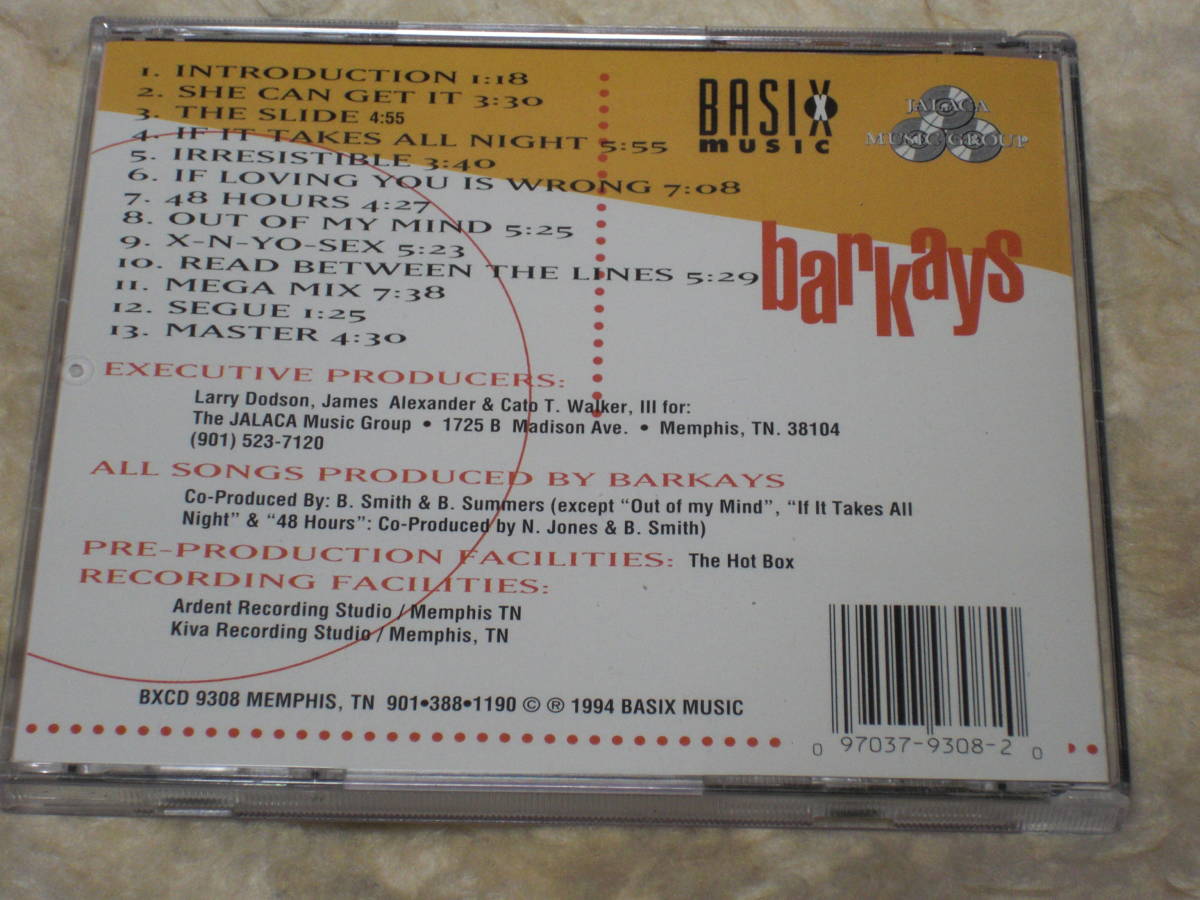 1. INTRODUCTION 1:18
2. SHE CAN GET IT 3:30
3. THE SLIDE 4:55
4. IF IT TAKES ALL NIGHT 5:55
5. IRRESISTIBLE 3:40
6. IF LOVING YOU IS WRONG 7:08
7. 48 HOURS 4:27
8. OUT OF MY MIND 5:25
9. X-N-YO-SEX 5:23
10. READ BETWEEN THE LINES 5:29
11. MEGA MIX 7:38
12. SEGUE 1:25
13. MASTER 4:30
BASIX
MUSIC
JALACA
MUSIC GROUP
barkays
EXECUTIVE PRODUCERS:
Larry Dodson, James Alexander & Cato T. Walker, III for:
The JALACA Music Group • 1725 B Madison Ave. • Memphis, TN. 38104
(901) 523-7120
ALL SONGS PRODUCED BY BARKAYS
Co-Produced By: B. Smith & B. Summers (except “Out of my Mind”, “If It Takes All
Night” & “48 Hours”: Co-Produced by N. Jones & B. Smith)
PRE-PRODUCTION FACILITIES: The Hot Box
RECORDING FACILITIES:
Ardent Recording Studio / Memphis TN
Kiva Recording Studio / Memphis, TN
BXCD 9308 MEMPHIS, TN 901•388•1190 © ® 1994 BASIX MUSIC
0 97037-9308-2 0